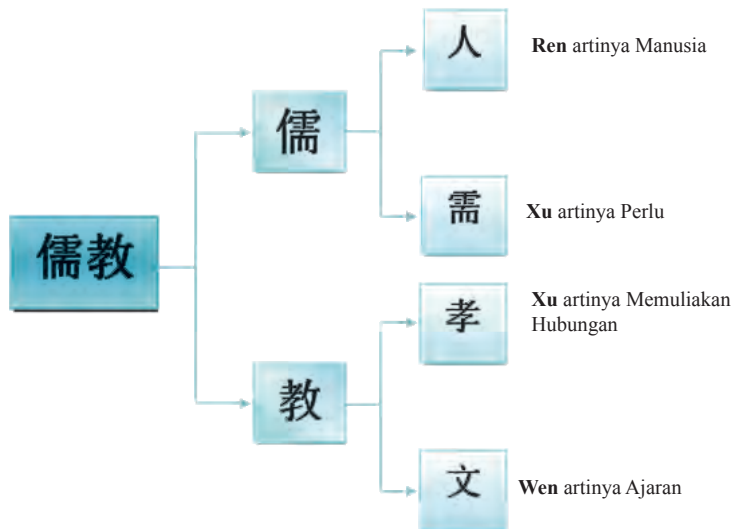 儒教
儒
人
Ren artinya Manusia
需
Xu artinya Perlu
教
孝
Xu artinya Memuliakan
Hubungan
文
Wen artinya Ajaran